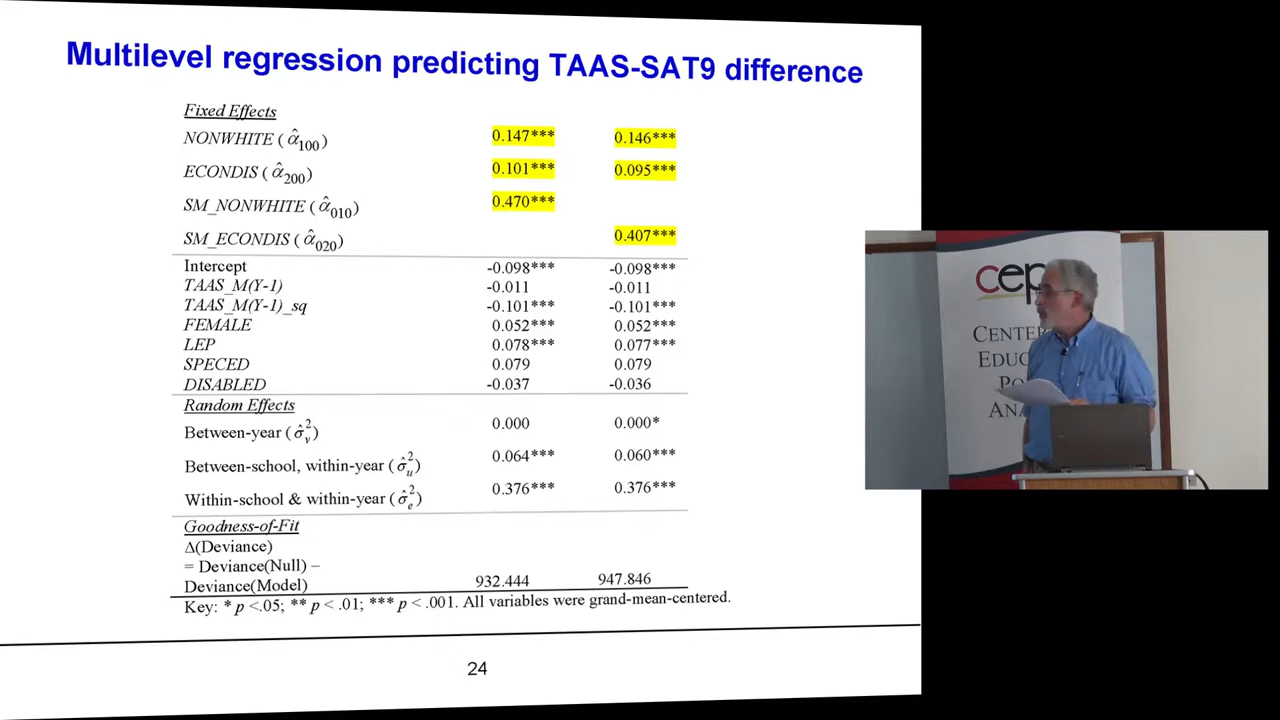 Multilevel regression predicting TAAS-SAT9 difference
Fixed Effects
NONWHITE ( α̂100) 0.147*** 0.146***
ECONDIS ( α̂200) 0.101*** 0.095***
SM_NONWHITE ( α̂010) 0.470***
SM_ECONDIS ( α̂020) 0.407***
Intercept -0.098*** -0.098***
TAAS_M(Y-1) -0.011 -0.011
TAAS_M(Y-1)_sq -0.101*** -0.101***
FEMALE 0.052*** 0.052***
LEP 0.078*** 0.077***
SPECED 0.079 0.079
DISABLED -0.037 -0.036
Random Effects
Between-year ( σ̂²ν) 0.000 0.000*
Between-school, within-year ( σ̂²u) 0.064*** 0.060***
Within-school & within-year ( σ̂²e) 0.376*** 0.376***
Goodness-of-Fit
Δ(Deviance)
= Deviance(Null) –
Deviance(Model) 932.444 947.846
Key: * p <.05; ** p < .01; *** p < .001. All variables were grand-mean-centered.
24
cep
CENTE
EDUC
PO
ANA